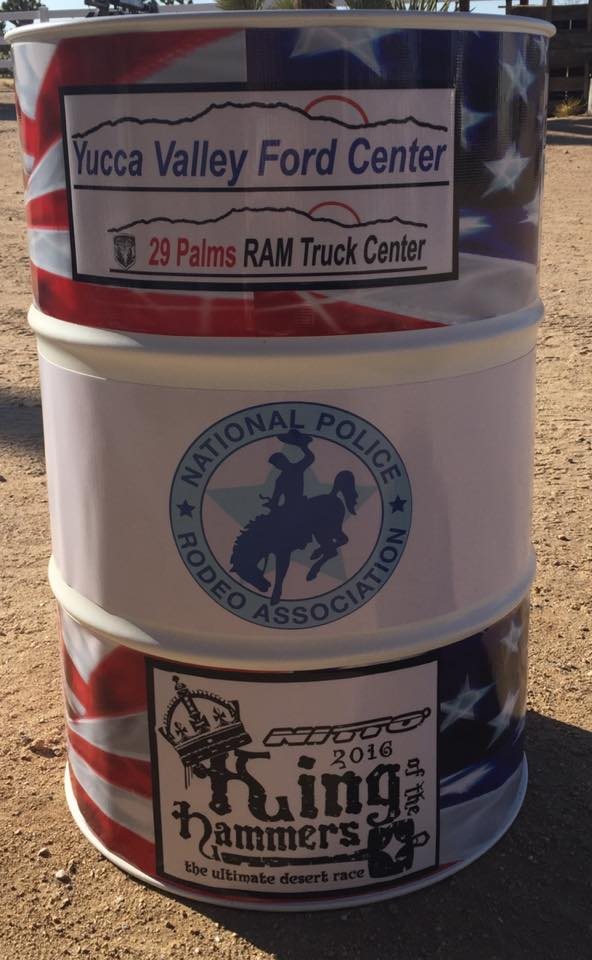 Yucca Valley Ford Center
29 Palms RAM Truck Center
NATIONAL POLICE
RODEO ASSOCIATION
NITTO
2016
King of the
Hammers
the ultimate desert race